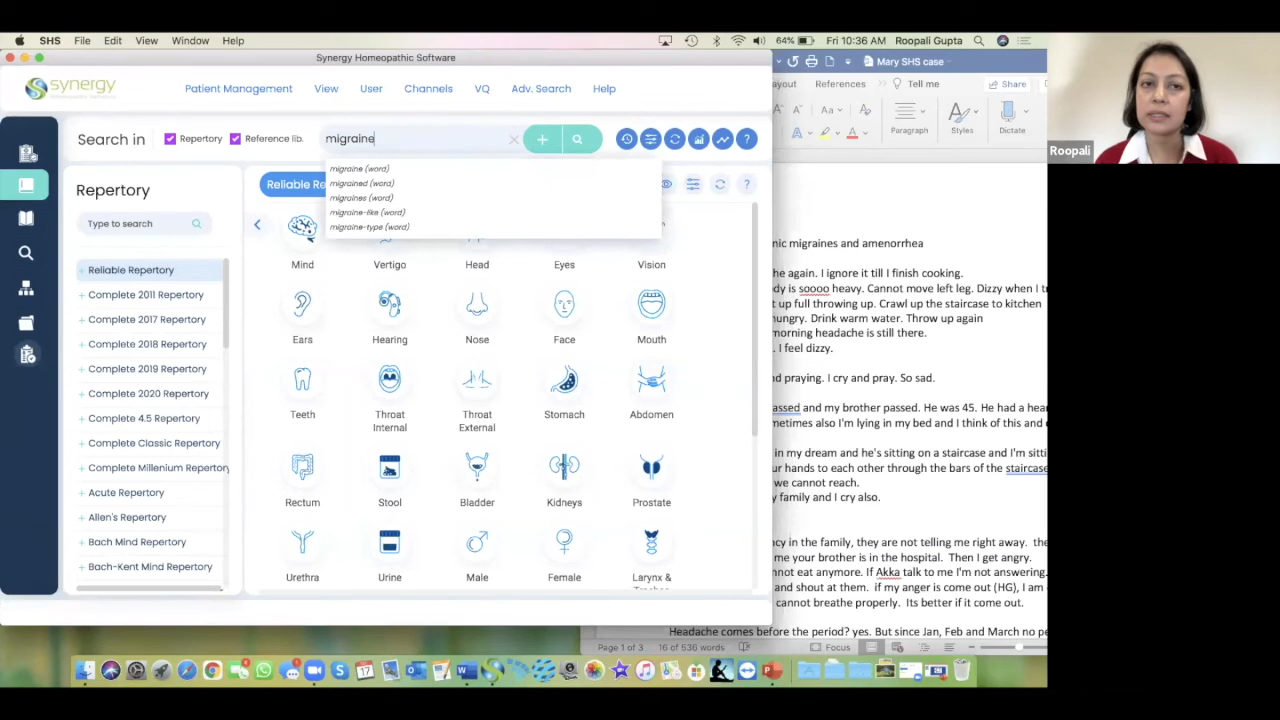 SHS File Edit View Window Help
64% Fri 10:36 AM Roopali Gupta
Synergy Homeopathic Software
synergy
Patient Management View User Channels VQ Adv. Search Help
Search in Repertory Reference lib. migraine
migraine (word)
migrained (word)
migraines (word)
migraine-like (word)
migraine-type (word)
Repertory
Type to search
Reliable Repertory
Complete 2011 Repertory
Complete 2017 Repertory
Complete 2018 Repertory
Complete 2019 Repertory
Complete 2020 Repertory
Complete 4.5 Repertory
Complete Classic Repertory
Complete Millenium Repertory
Acute Repertory
Allen's Repertory
Bach Mind Repertory
Bach-Kent Mind Repertory
Reliable Re
Mind Vertigo Head Eyes Vision
Ears Hearing Nose Face Mouth
Teeth Throat Internal Throat External Stomach Abdomen
Rectum Stool Bladder Kidneys Prostate
Urethra Urine Male Female Larynx &
Mary SHS case
ayout References Tell me Share
Aa
Paragraph Styles Dictate
nic migraines and amenorrhea
he again. I ignore it till I finish cooking.
dy is soooo heavy. Cannot move left leg. Dizzy when I t
t up full throwing up. Crawl up the staircase to kitchen
ungry. Drink warm water. Throw up again
morning headache is still there.
. I feel dizzy.
nd praying. I cry and pray. So sad.
assed and my brother passed. He was 45. He had a hear
metimes also I'm lying in my bed and I think of this and
in my dream and he's sitting on a staircase and I'm sitti
ur hands to each other through the bars of the staircase
we cannot reach.
y family and I cry also.
cy in the family, they are not telling me right away. the
me your brother is in the hospital. Then I get angry.
nnot eat anymore. If Akka talk to me I'm not answering.
and shout at them. if my anger is come out (HG), I am
cannot breathe properly. Its better if it come out.
Headache comes before the period? yes. But since Jan, Feb and March no pe
Page 1 of 3 16 of 536 words Focus
Roopali